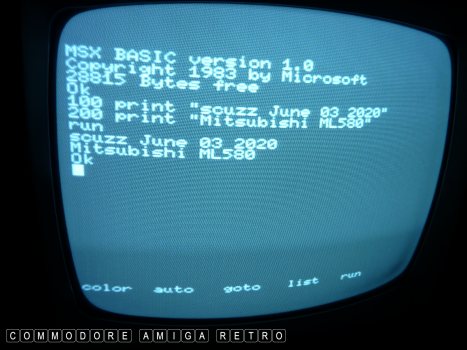 MSX BASIC version 1.0
Copyright 1983 by Microsoft
28815 Bytes free
Ok
100 print "scuzz June 03 2020"
200 print "Mitsubishi ML580"
run
scuzz June 03 2020
Mitsubishi ML580
Ok
color auto goto list run
COMMODORE AMIGA RETRO